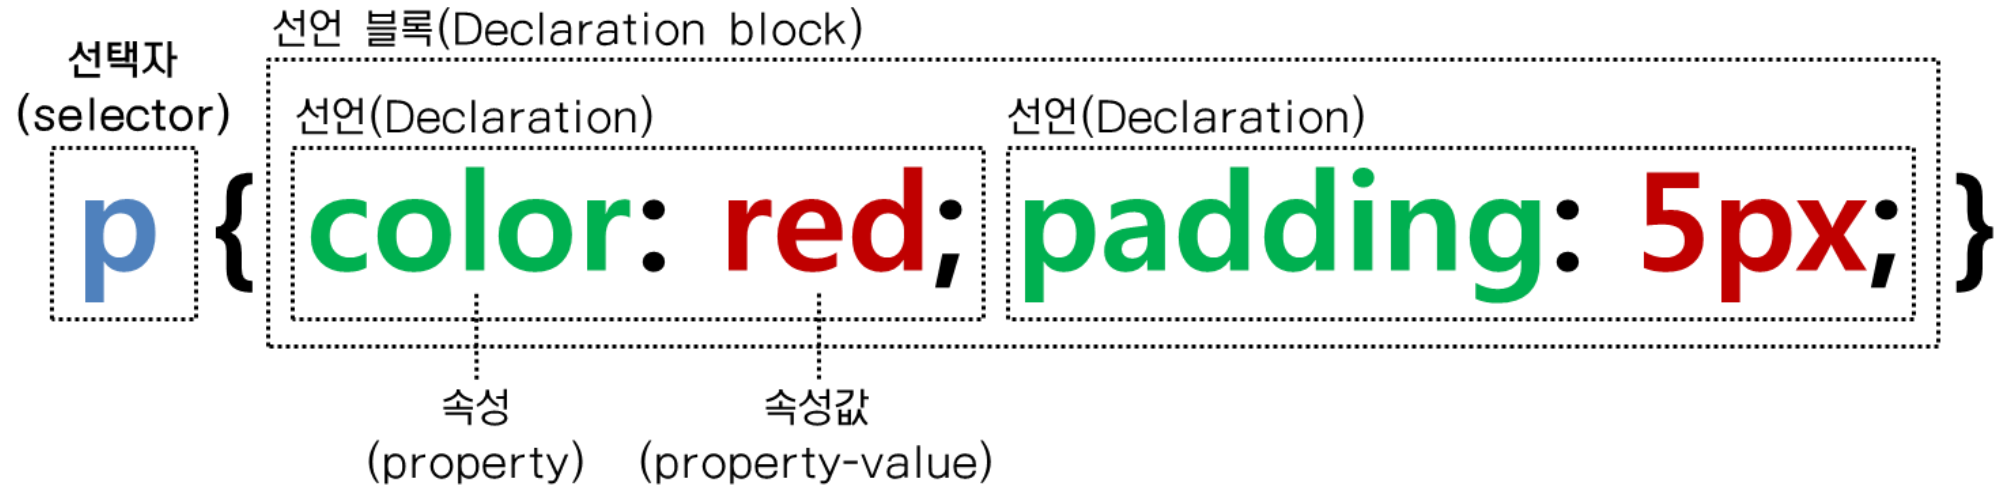 선언 블록(Declaration block)
선택자
(selector)
선언(Declaration)
선언(Declaration)
p { color: red; padding: 5px; }
속성
(property)
속성값
(property-value)